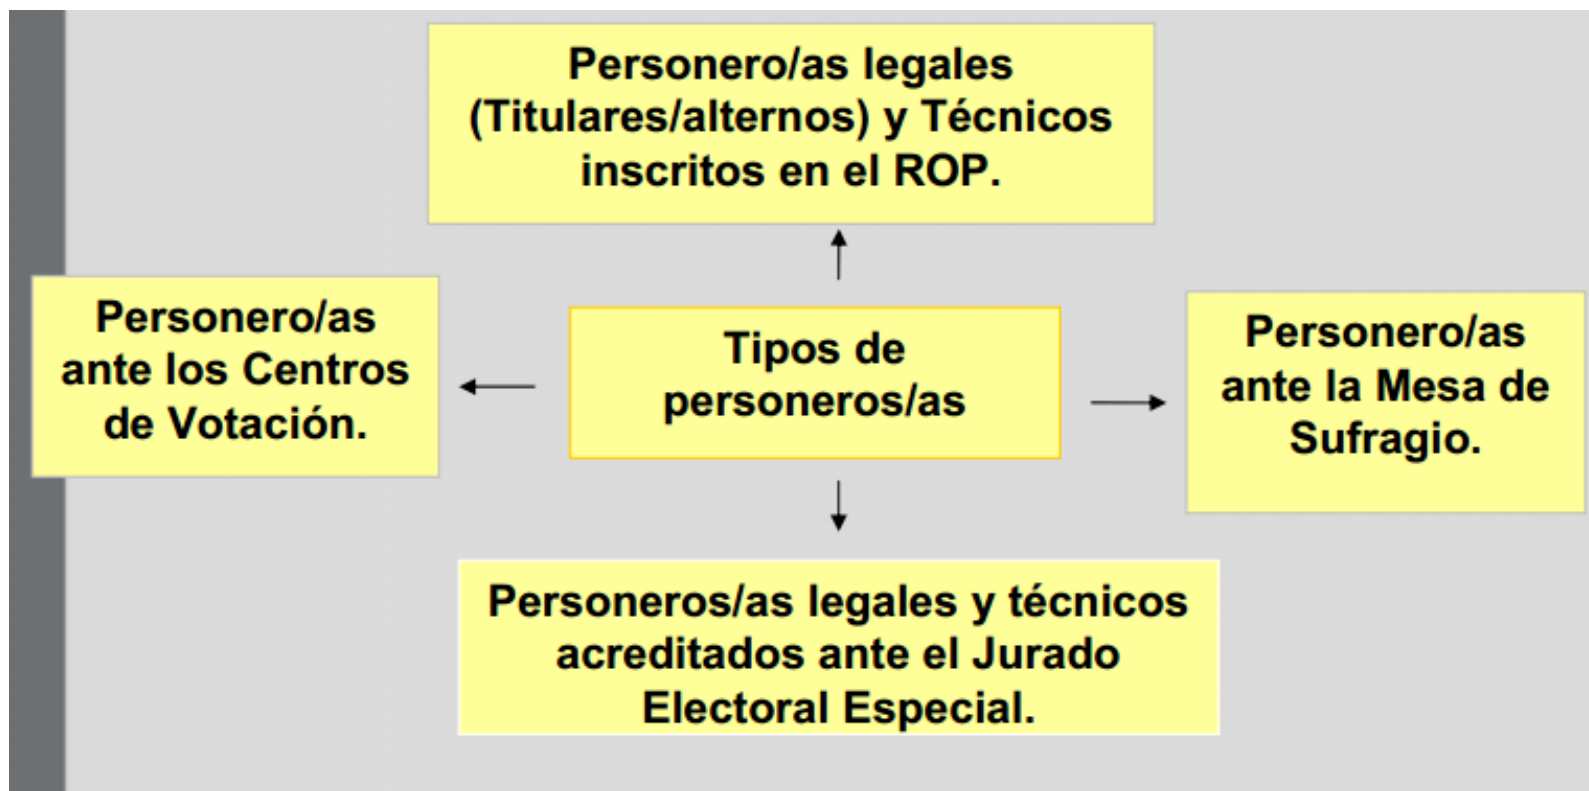 Personero/as legales
(Titulares/alternos) y Técnicos
inscritos en el ROP.
Personero/as
ante los Centros
de Votación.
Tipos de
personeros/as
Personero/as
ante la Mesa de
Sufragio.
Personeros/as legales y técnicos
acreditados ante el Jurado
Electoral Especial.